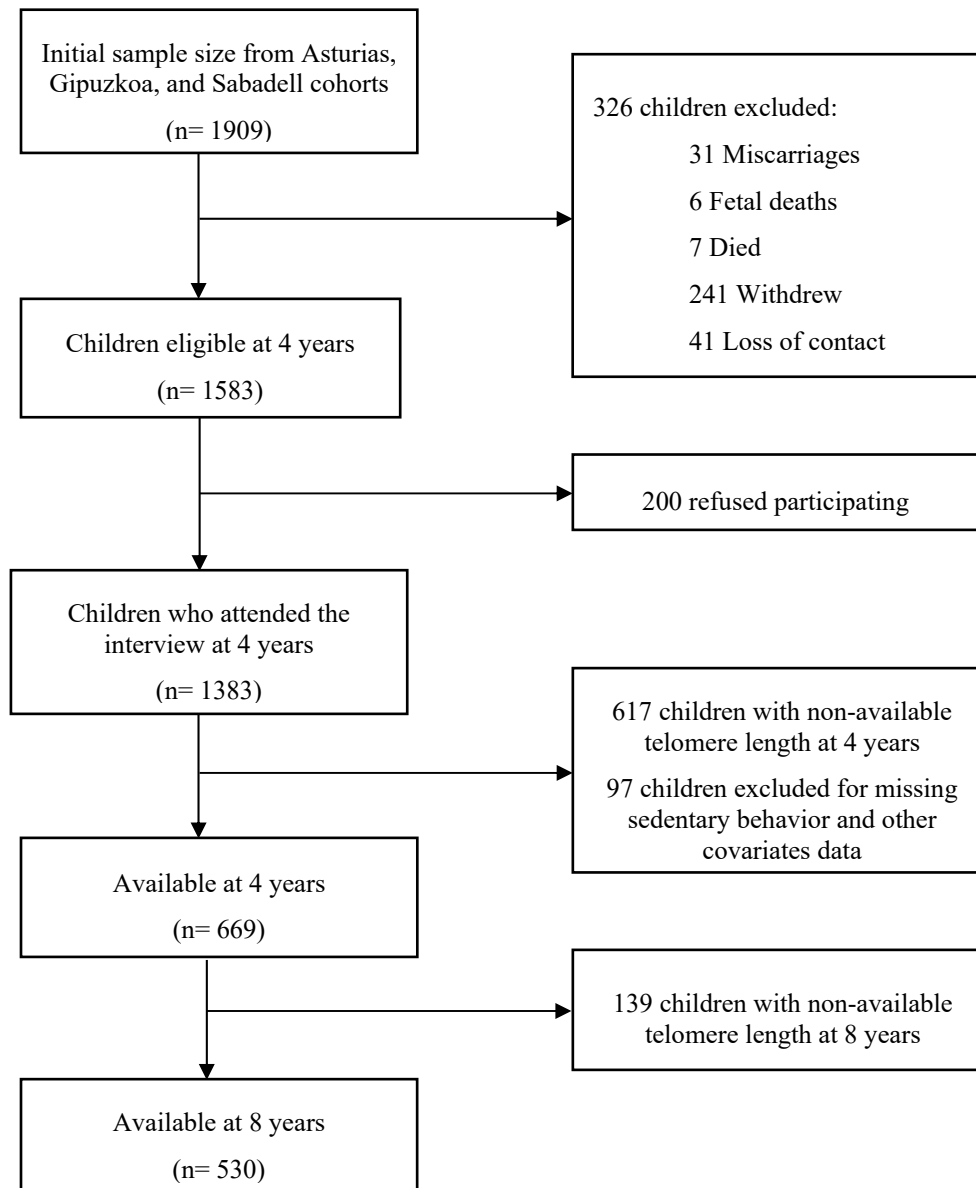 Initial sample size from Asturias,
Gipuzkoa, and Sabadell cohorts
(n= 1909)
326 children excluded:
31 Miscarriages
6 Fetal deaths
7 Died
241 Withdrew
41 Loss of contact
Children eligible at 4 years
(n= 1583)
200 refused participating
Children who attended the
interview at 4 years
(n= 1383)
617 children with non-available
telomere length at 4 years
97 children excluded for missing
sedentary behavior and other
covariates data
Available at 4 years
(n= 669)
139 children with non-available
telomere length at 8 years
Available at 8 years
(n= 530)